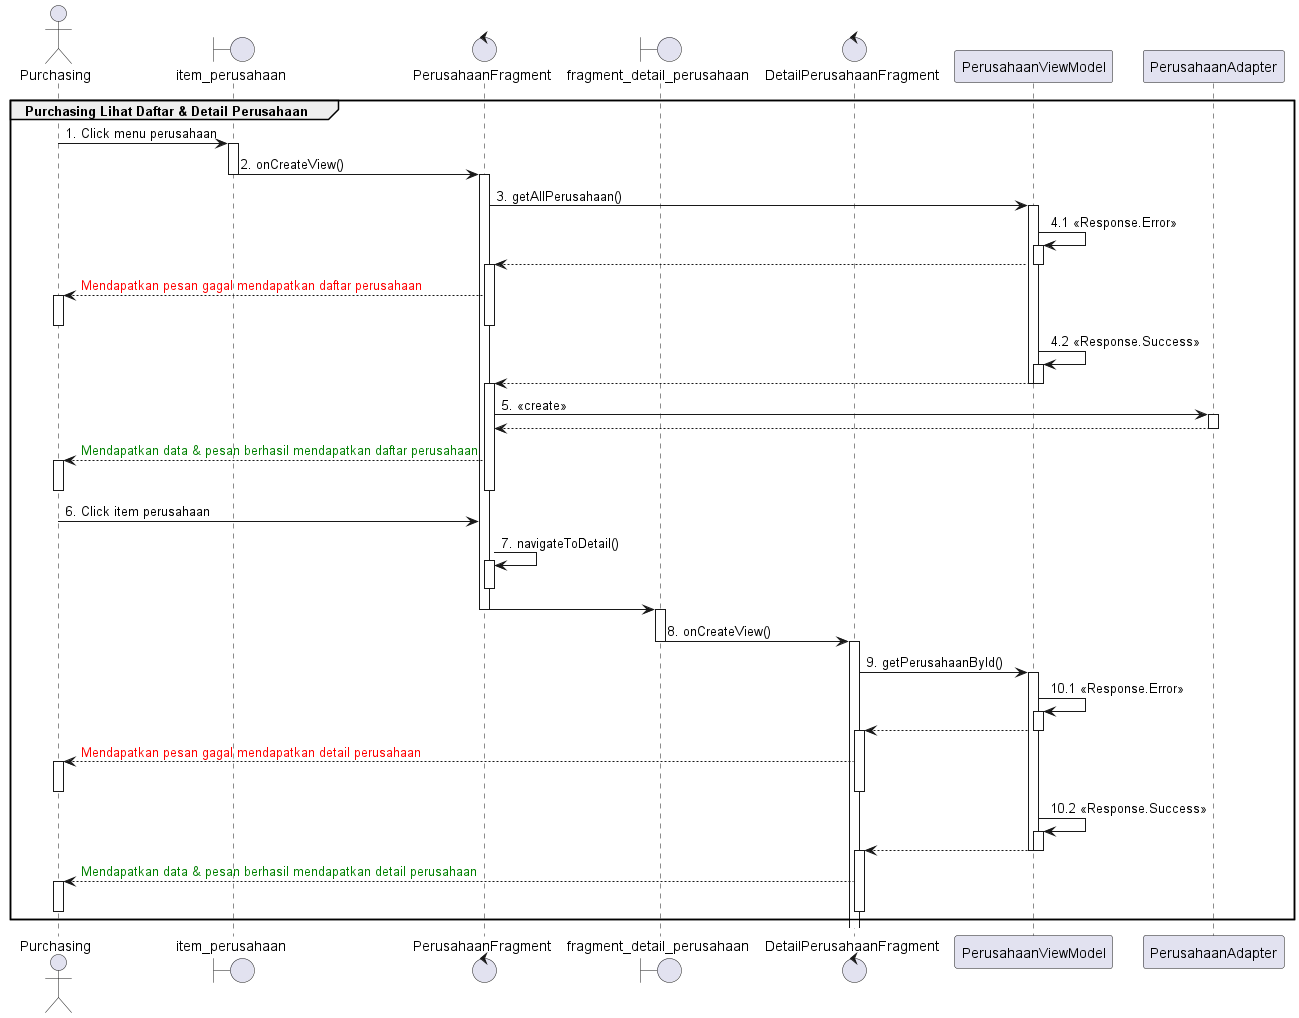 Purchasing
item_perusahaan
PerusahaanFragment
fragment_detail_perusahaan
DetailPerusahaanFragment
PerusahaanViewModel
PerusahaanAdapter
Purchasing Lihat Daftar & Detail Perusahaan
1. Click menu perusahaan
2. onCreateView()
3. getAllPerusahaan()
4.1 «Response.Error»
Mendapatkan pesan gagal mendapatkan daftar perusahaan
4.2 «Response.Success»
5. «create»
Mendapatkan data & pesan berhasil mendapatkan daftar perusahaan
6. Click item perusahaan
7. navigateToDetail()
8. onCreateView()
9. getPerusahaanById()
10.1 «Response.Error»
Mendapatkan pesan gagal mendapatkan detail perusahaan
10.2 «Response.Success»
Mendapatkan data & pesan berhasil mendapatkan detail perusahaan
Purchasing
item_perusahaan
PerusahaanFragment
fragment_detail_perusahaan
DetailPerusahaanFragment
PerusahaanViewModel
PerusahaanAdapter